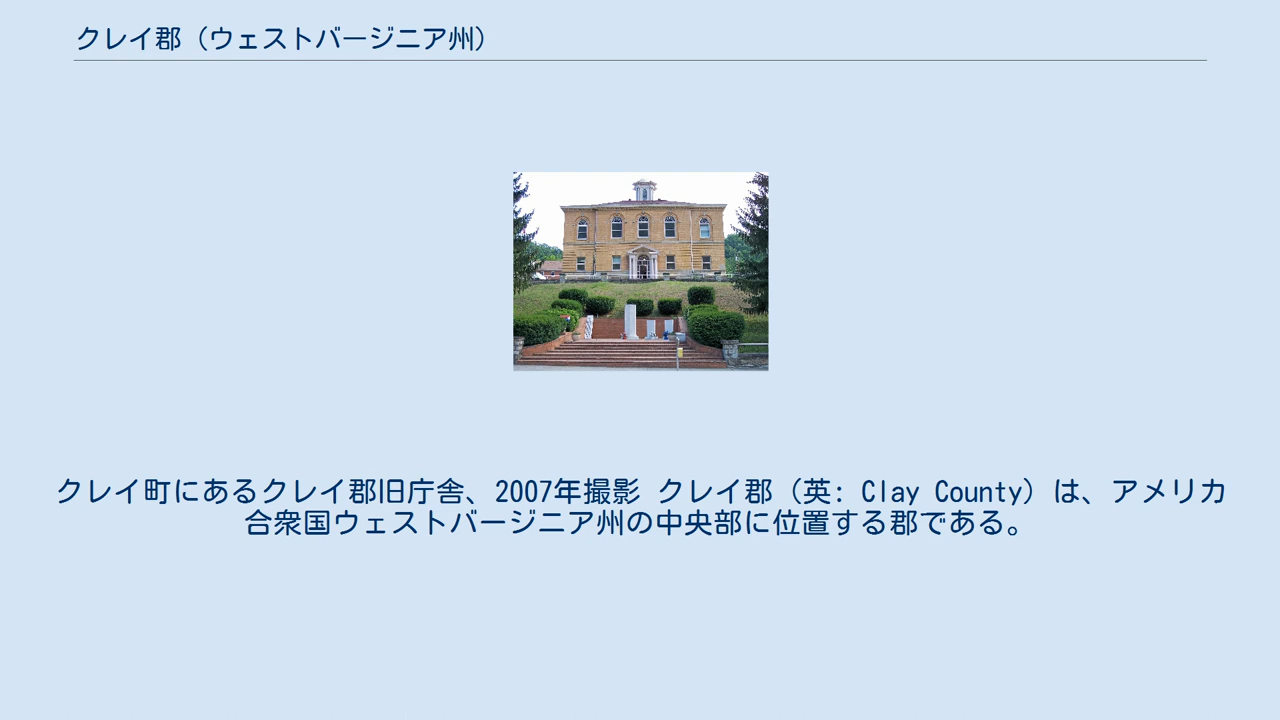 クレイ郡（ウェストバージニア州）
クレイ町にあるクレイ郡旧庁舎、2007年撮影 クレイ郡（英: Clay County）は、アメリカ
合衆国ウェストバージニア州の中央部に位置する郡である。